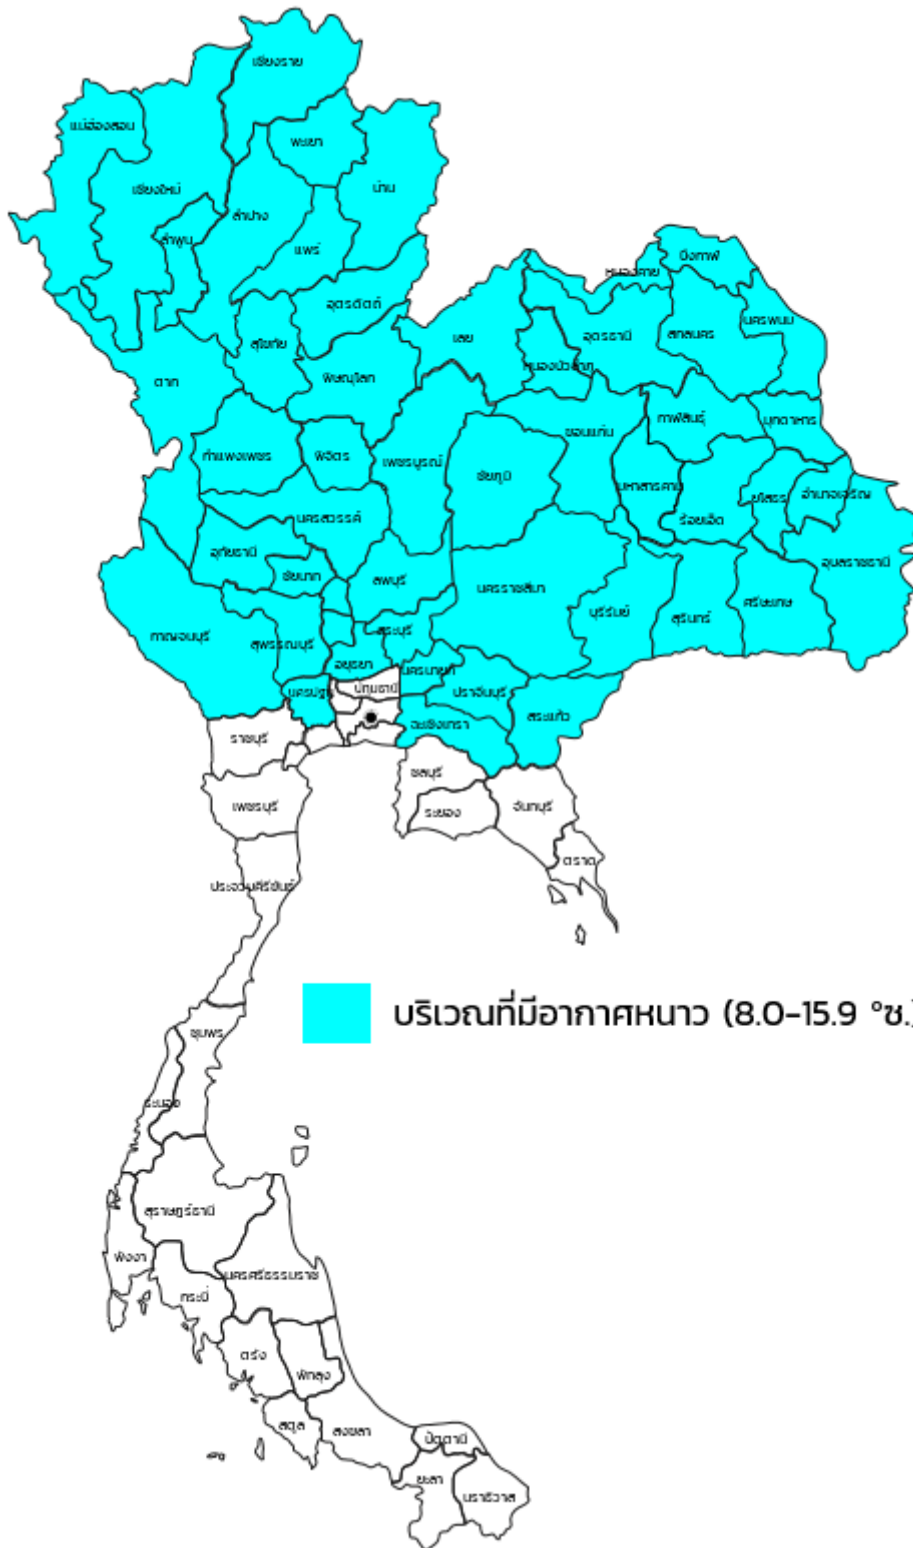 เชียงราย
แม่ฮ่องสอน
พะเยา
เชียงใหม่
น่าน
ลำปาง
ลำพูน
แพร่
บึงกาฬ
หนองคาย
อุตรดิตถ์
นครพนม
สุโขทัย
เลย
อุดรธานี
สกลนคร
พิษณุโลก
หนองบัวลำภู
ตาก
กาฬสินธุ์
มุกดาหาร
ขอนแก่น
กำแพงเพชร
พิจิตร
เพชรบูรณ์
ชัยภูมิ
มหาสารคาม
ยโสธร
อำนาจเจริญ
นครสวรรค์
ร้อยเอ็ด
อุทัยธานี
ชัยนาท
ลพบุรี
นครราชสีมา
อุบลราชธานี
บุรีรัมย์
สุรินทร์
ศรีษะเกษ
กาญจนบุรี
สุพรรณบุรี
สระบุรี
อยุธยา
นครนายก
นครปฐม
ปทุมธานี
ปราจีนบุรี
ฉะเชิงเทรา
สระแก้ว
ราชบุรี
ชลบุรี
เพชรบุรี
ระยอง
จันทบุรี
ตราด
ประจวบคีรีขันธ์
บริเวณที่มีอากาศหนาว (8.0-15.9 °ซ.)
ชุมพร
ระนอง
สุราษฎร์ธานี
พังงา
นครศรีธรรมราช
กระบี่
ตรัง
พัทลุง
สตูล
สงขลา
ปัตตานี
ยะลา
นราธิวาส